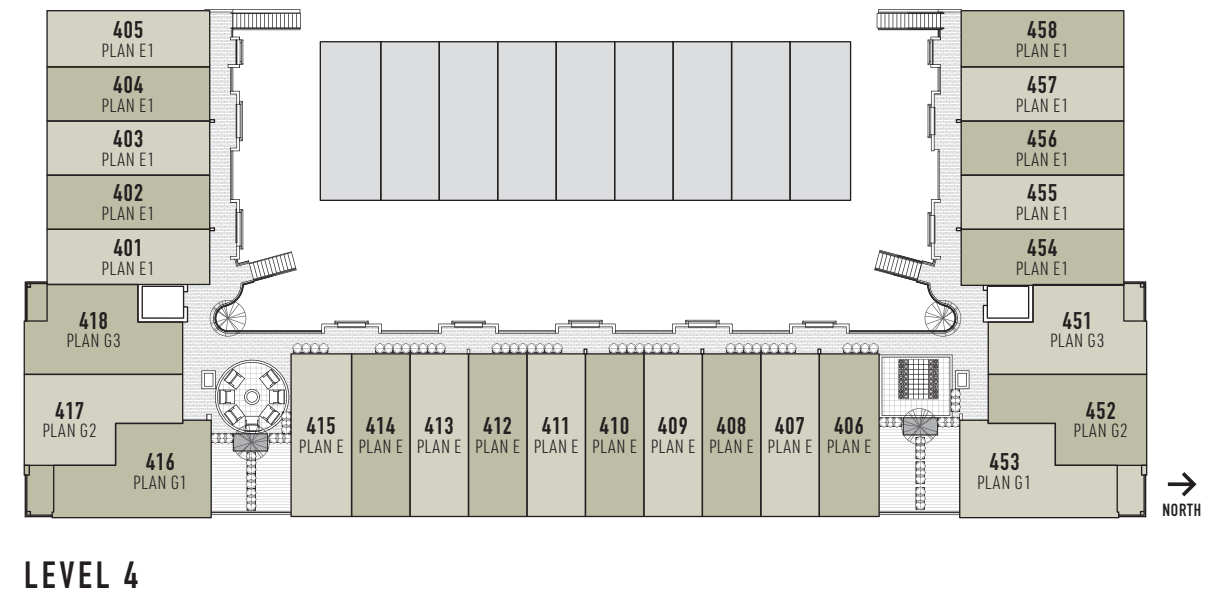 405
PLAN E1
404
PLAN E1
403
PLAN E1
402
PLAN E1
401
PLAN E1
418
PLAN G3
417
PLAN G2
416
PLAN G1
415
PLAN E
414
PLAN E
413
PLAN E
412
PLAN E
411
PLAN E
410
PLAN E
409
PLAN E
408
PLAN E
407
PLAN E
406
PLAN E
458
PLAN E1
457
PLAN E1
456
PLAN E1
455
PLAN E1
454
PLAN E1
451
PLAN G3
452
PLAN G2
453
PLAN G1
NORTH
LEVEL 4